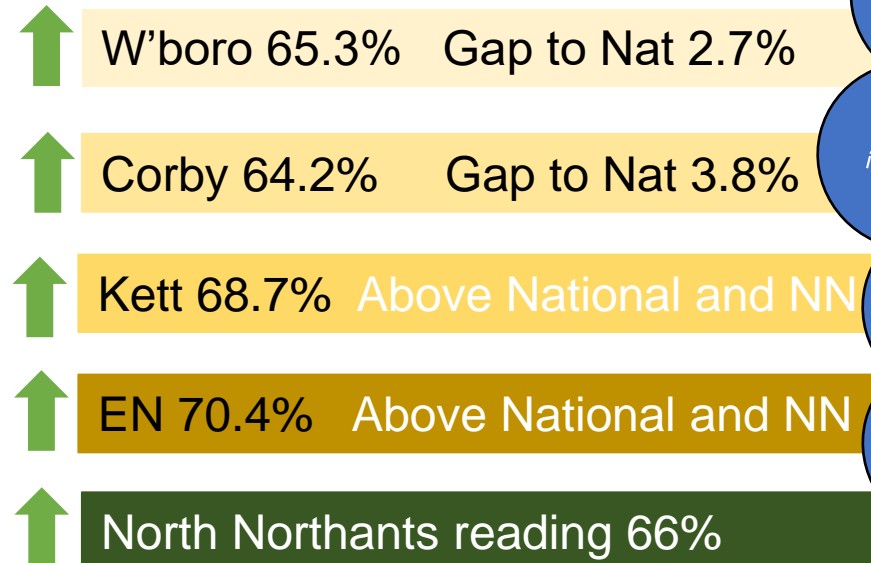 W'boro 65.3% Gap to Nat 2.7%
Corby 64.2% Gap to Nat 3.8%
Kett 68.7% Above National and NN
EN 70.4% Above National and NN
North Northants reading 66%